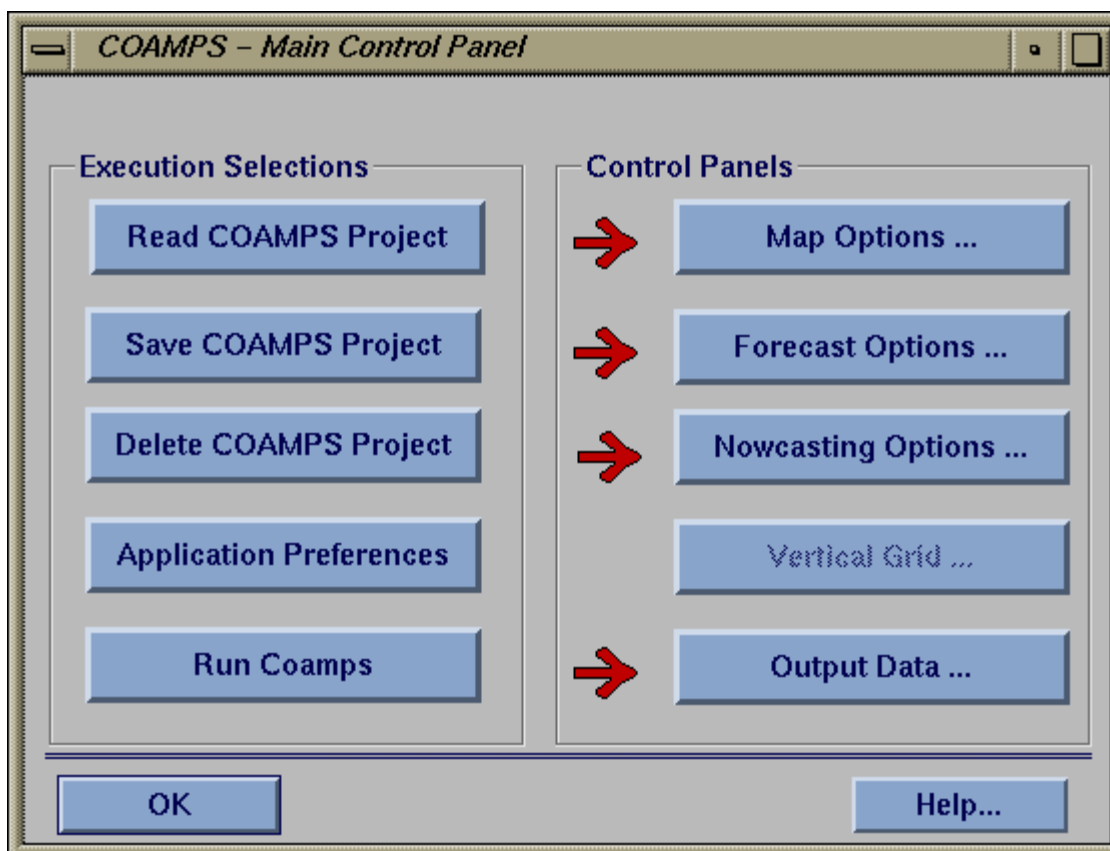 COAMPS – Main Control Panel
Execution Selections
Read COAMPS Project
Save COAMPS Project
Delete COAMPS Project
Application Preferences
Run Coamps
Control Panels
Map Options ...
Forecast Options ...
Nowcasting Options ...
Vertical Grid ...
Output Data ...
OK
Help...